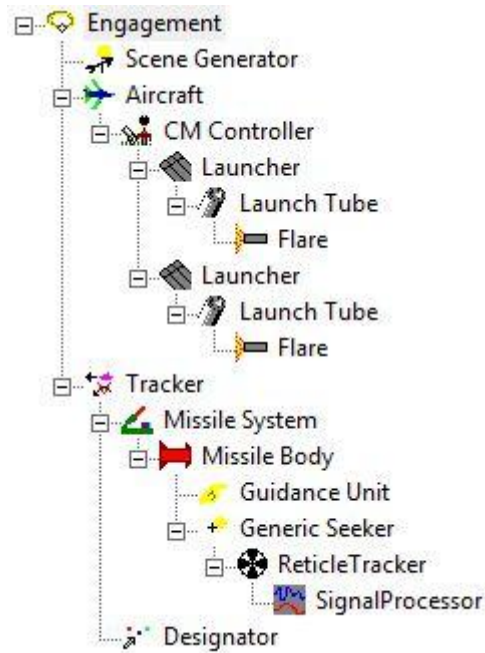 Engagement
Scene Generator
Aircraft
CM Controller
Launcher
Launch Tube
Flare
Launcher
Launch Tube
Flare
Tracker
Missile System
Missile Body
Guidance Unit
Generic Seeker
ReticleTracker
SignalProcessor
Designator